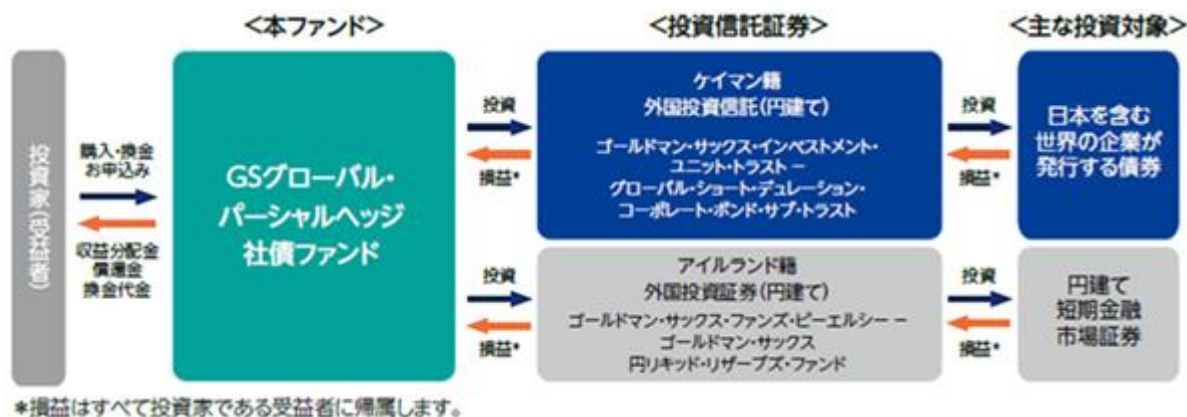 <本ファンド>
<投資信託証券>
<主な投資対象>
投資家(受益者)
購入・換金
お申込み
収益分配金
償還金
換金代金
GSグローバル・
パーシャルヘッジ
社債ファンド
投資
損益*
ケイマン籍
外国投資信託(円建て)
ゴールドマン・サックス・インベストメント・
ユニット・トラスト －
グローバル・ショート・デュレーション・
コーポレート・ボンド・サブ・トラスト
投資
損益*
日本を含む
世界の企業が
発行する債券
投資
損益*
アイルランド籍
外国投資証券(円建て)
ゴールドマン・サックス・ファンズ・ピーエルシー －
ゴールドマン・サックス
円リキッド・リザーブズ・ファンド
投資
損益*
円建て
短期金融
市場証券
*損益はすべて投資家である受益者に帰属します。